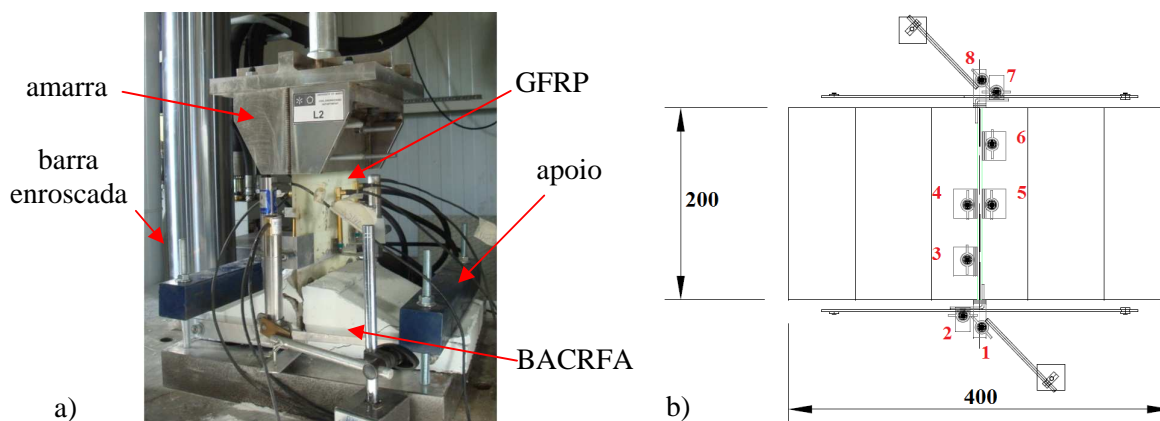 amarra
GFRP
L2
barra
enroscada
apoio
BACRFA
a)
8
7
6
200
4
5
3
2
1
400
b)